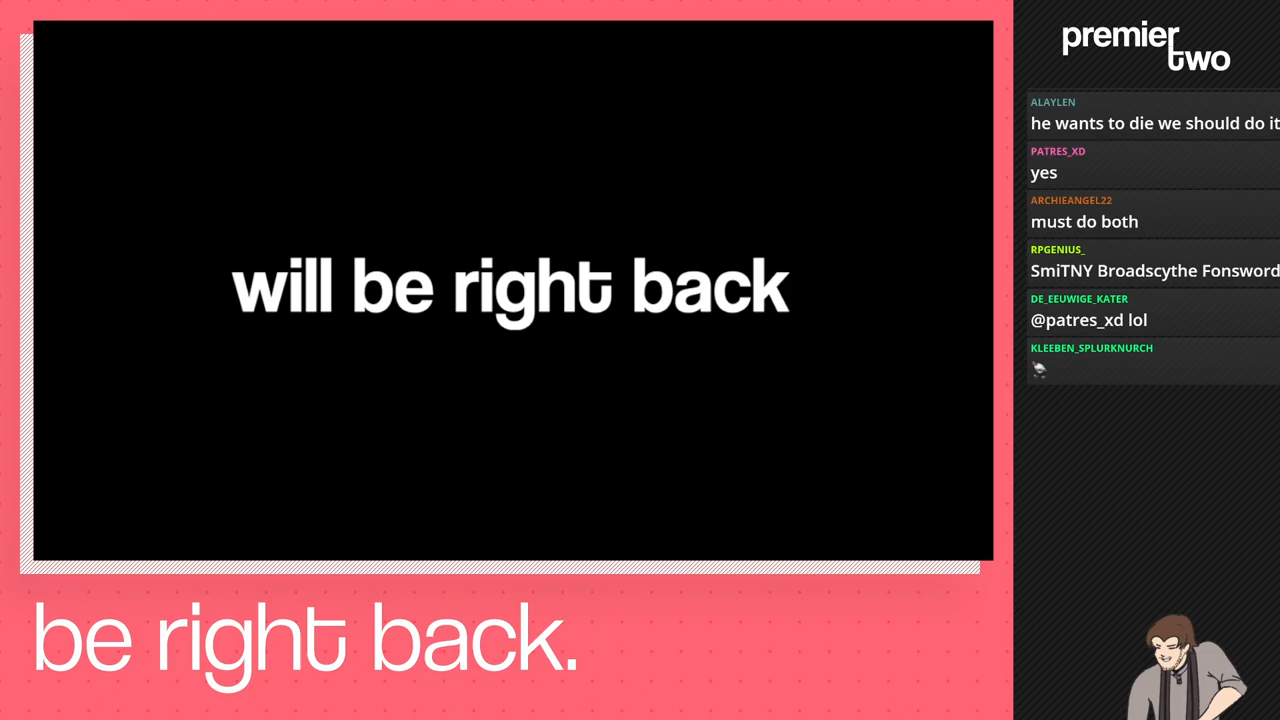 will be right back
be right back.
premier
two
ALAYLEN
he wants to die we should do it
PATRES_XD
yes
ARCHIEANGEL22
must do both
RPGENIUS_
SmiTNY Broadscythe Fonsword
DE_EEUWIGE_KATER
@patres_xd lol
KLEEBEN_SPLURKNURCH